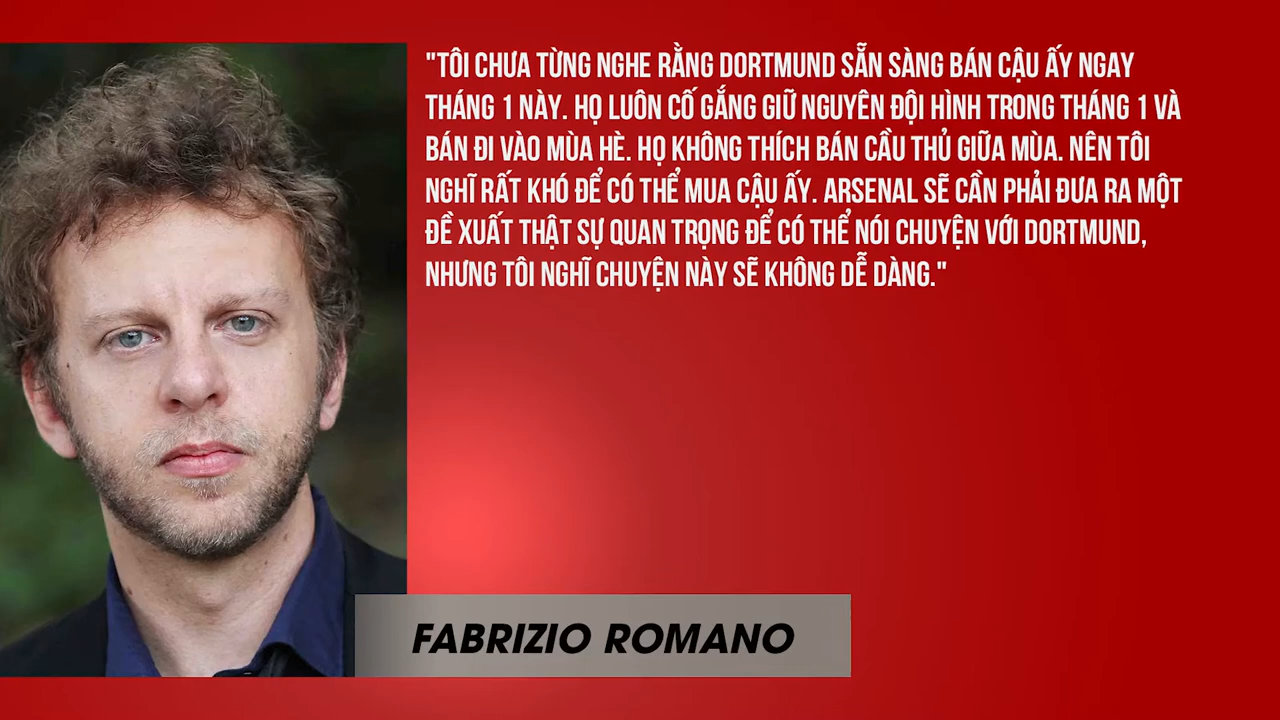 "TÔI CHƯA TỪNG NGHE RẰNG DORTMUND SẴN SÀNG BÁN CẬU ẤY NGAY
THÁNG 1 NÀY. HỌ LUÔN CỐ GẮNG GIỮ NGUYÊN ĐỘI HÌNH TRONG THÁNG 1 VÀ
BÁN ĐI VÀO MÙA HÈ. HỌ KHÔNG THÍCH BÁN CẦU THỦ GIỮA MÙA. NÊN TÔI
NGHĨ RẤT KHÓ ĐỂ CÓ THỂ MUA CẬU ẤY. ARSENAL SẼ CẦN PHẢI ĐƯA RA MỘT
ĐỀ XUẤT THẬT SỰ QUAN TRỌNG ĐỂ CÓ THỂ NÓI CHUYỆN VỚI DORTMUND,
NHƯNG TÔI NGHĨ CHUYỆN NÀY SẼ KHÔNG DỄ DÀNG."
FABRIZIO ROMANO